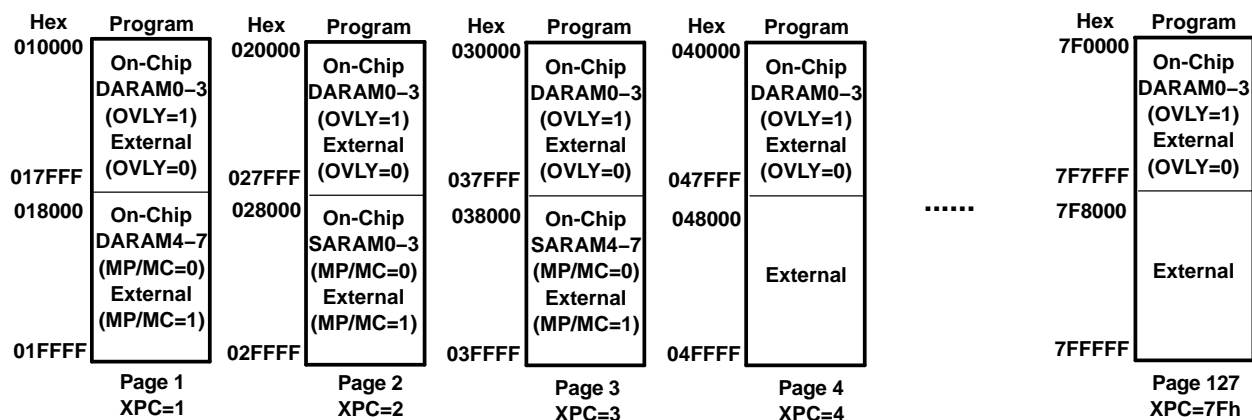 Hex Program
010000
On-Chip
DARAM0–3
(OVLY=1)
External
(OVLY=0)
017FFF
018000
On-Chip
DARAM4–7
(MP/MC=0)
External
(MP/MC=1)
01FFFF
Page 1
XPC=1
Hex Program
020000
On-Chip
DARAM0–3
(OVLY=1)
External
(OVLY=0)
027FFF
028000
On-Chip
SARAM0–3
(MP/MC=0)
External
(MP/MC=1)
02FFFF
Page 2
XPC=2
Hex Program
030000
On-Chip
DARAM0–3
(OVLY=1)
External
(OVLY=0)
037FFF
038000
On-Chip
SARAM4–7
(MP/MC=0)
External
(MP/MC=1)
03FFFF
Page 3
XPC=3
Hex Program
040000
On-Chip
DARAM0–3
(OVLY=1)
External
(OVLY=0)
047FFF
048000
External
04FFFF
Page 4
XPC=4
......
Hex Program
7F0000
On-Chip
DARAM0–3
(OVLY=1)
External
(OVLY=0)
7F7FFF
7F8000
External
7FFFFF
Page 127
XPC=7Fh